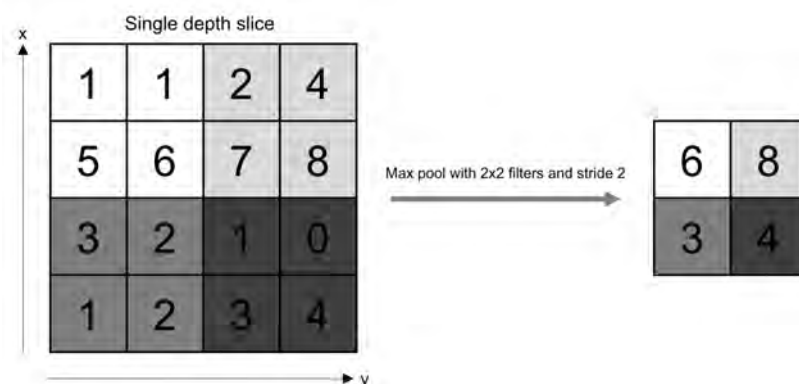 Single depth slice
x
1 1 2 4
5 6 7 8
3 2 1 0
1 2 3 4
y
Max pool with 2x2 filters and stride 2
6 8
3 4